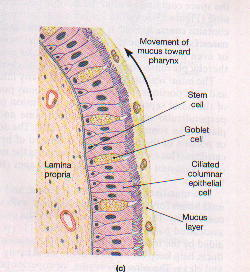 Movement of
mucus toward
pharynx
Stem
cell
Goblet
cell
Lamina
propria
Ciliated
columnar
epithelial
cell
Mucus
layer
(c)